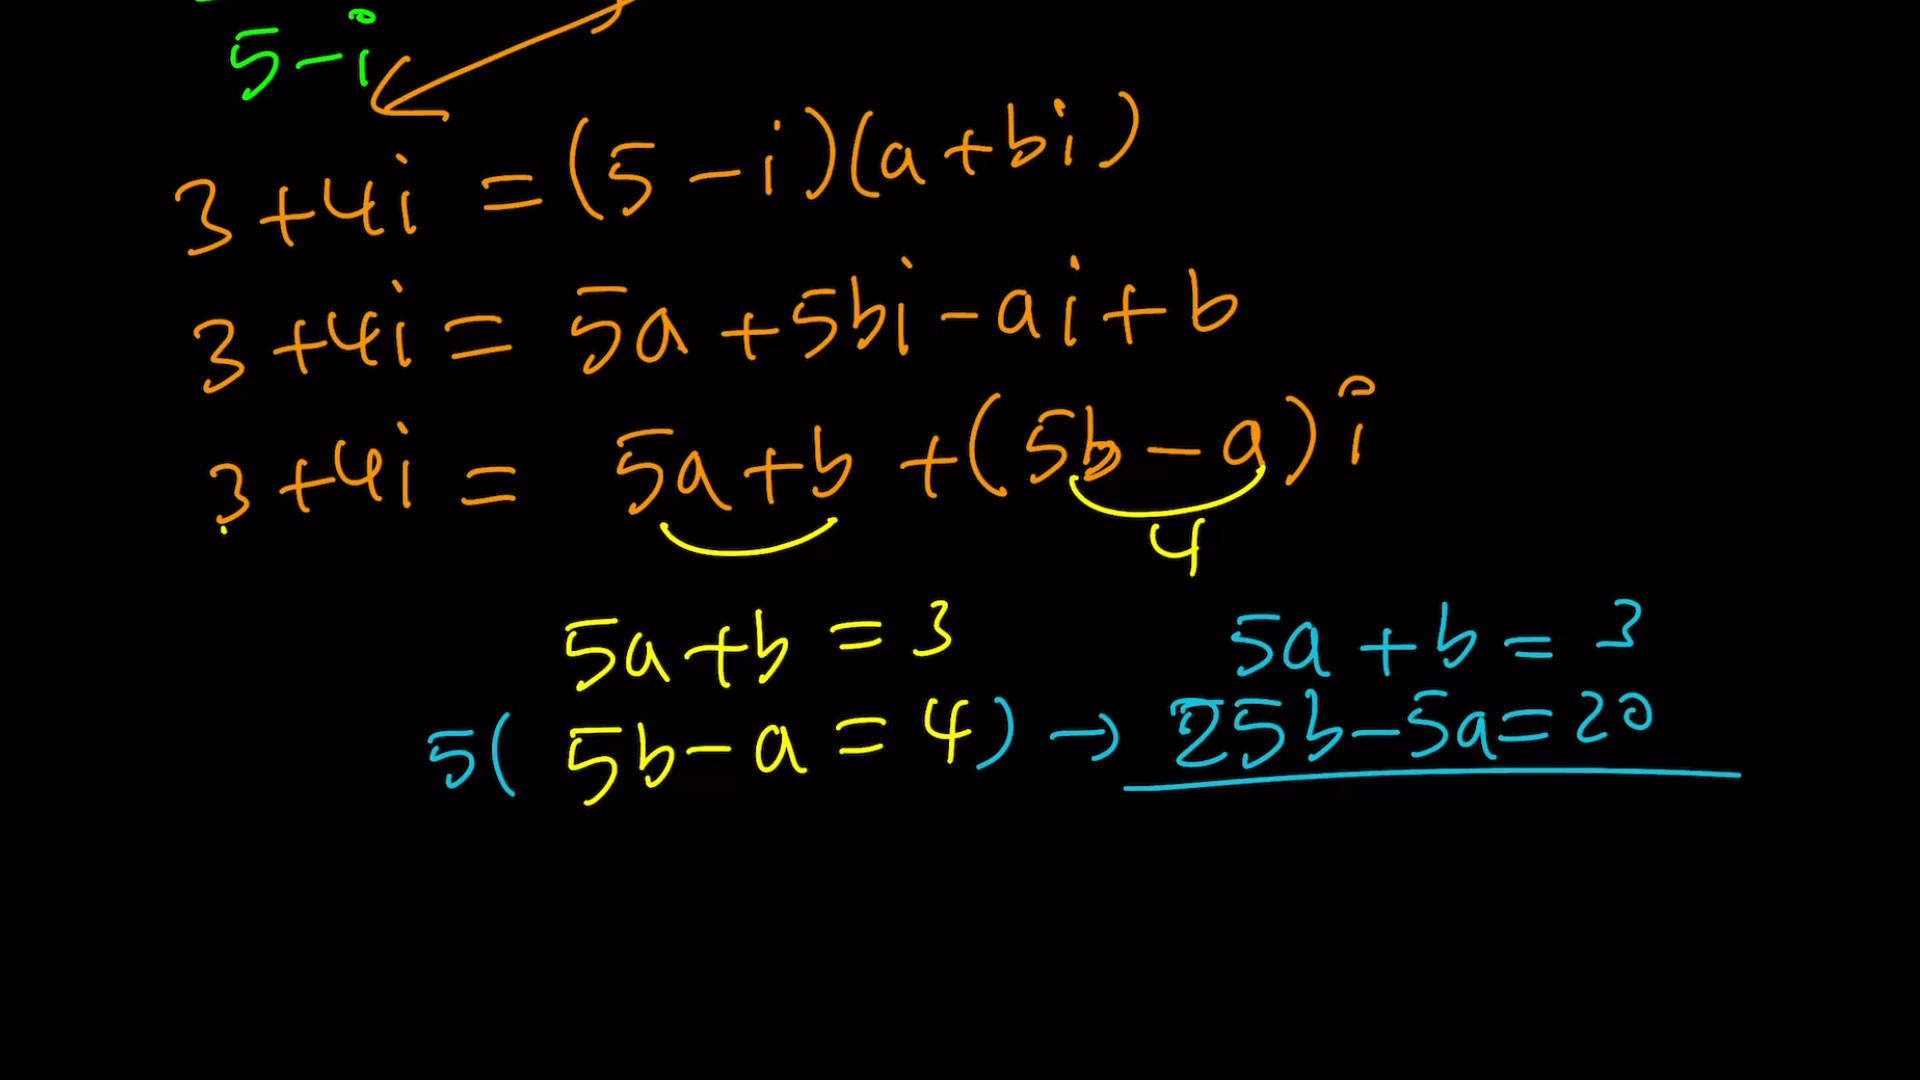 5-i
3+4i = (5-i)(a+bi)
3+4i = 5a+5bi-ai+b
3+4i = 5a+b+(5b-a)i
4
5a+b = 3
5(5b-a = 4) → 25b-5a=20
5a+b = 3